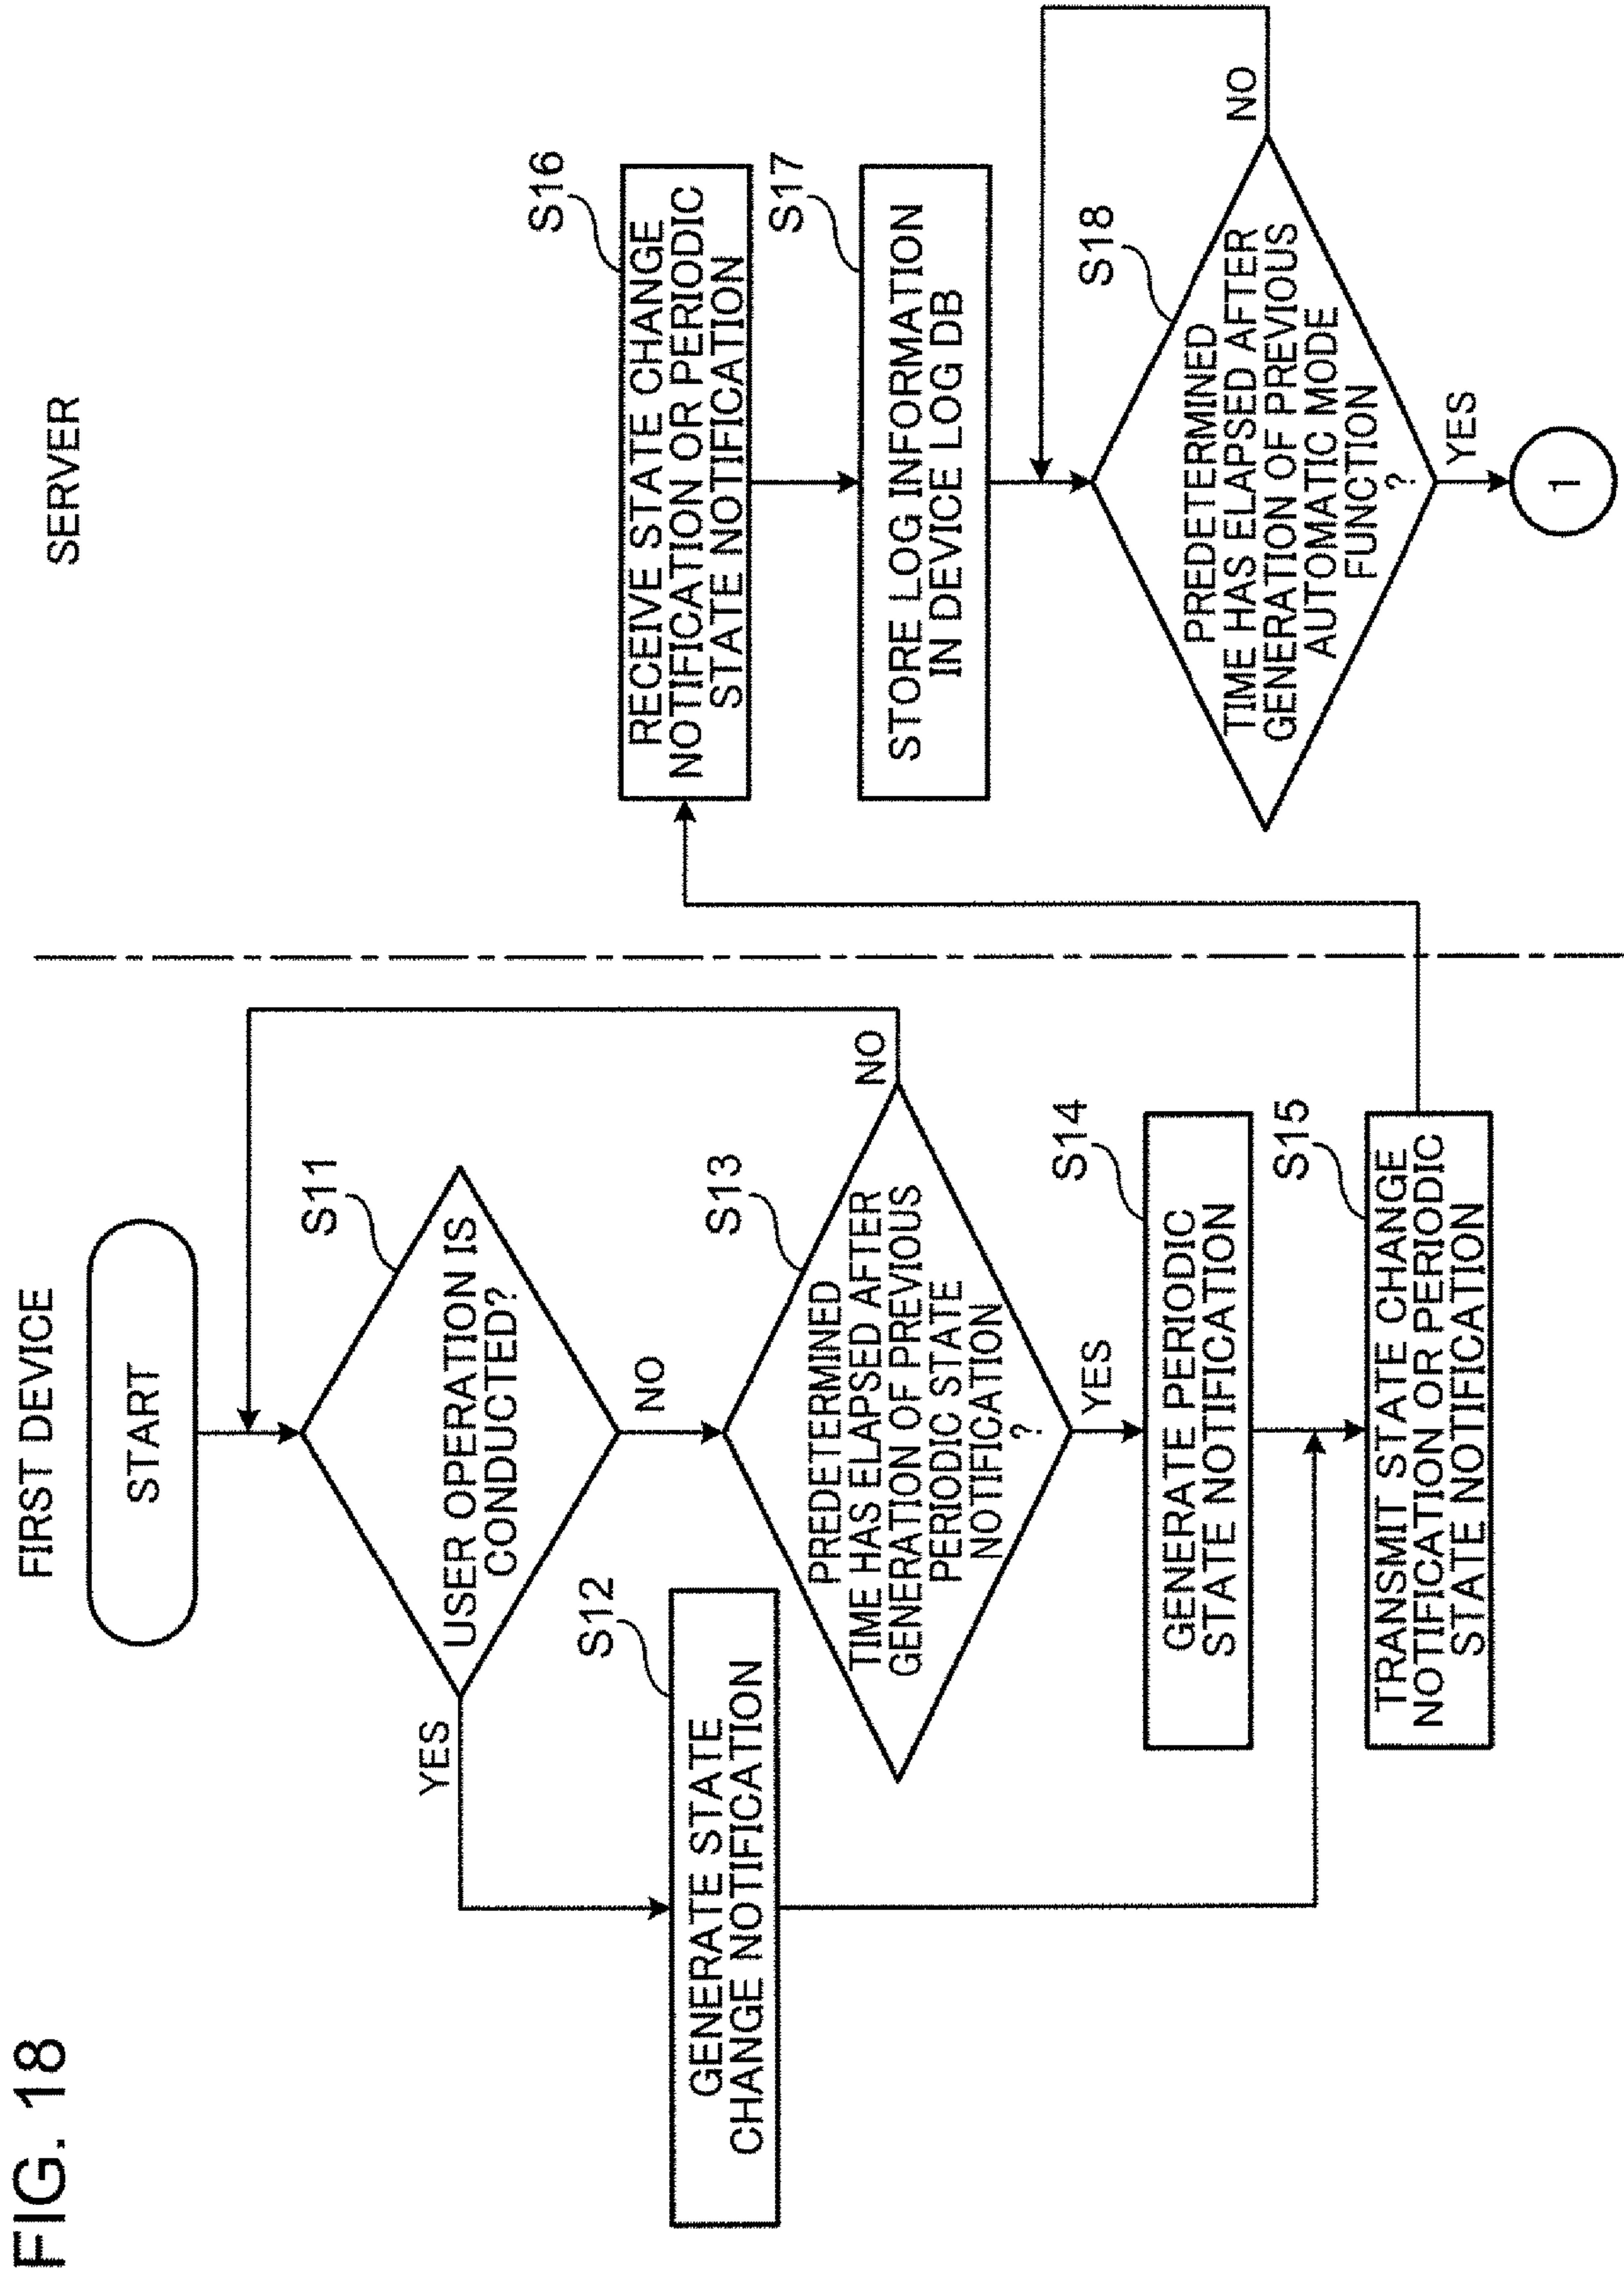 FIG. 18
FIRST DEVICE
START
S11
USER OPERATION IS
CONDUCTED?
YES
NO
S12
GENERATE STATE
CHANGE NOTIFICATION
S13
PREDETERMINED
TIME HAS ELAPSED AFTER
GENERATION OF PREVIOUS
PERIODIC STATE
NOTIFICATION
?
NO
YES
S14
GENERATE PERIODIC
STATE NOTIFICATION
S15
TRANSMIT STATE CHANGE
NOTIFICATION OR PERIODIC
STATE NOTIFICATION
SERVER
S16
RECEIVE STATE CHANGE
NOTIFICATION OR PERIODIC
STATE NOTIFICATION
S17
STORE LOG INFORMATION
IN DEVICE LOG DB
S18
PREDETERMINED
TIME HAS ELAPSED AFTER
GENERATION OF PREVIOUS
AUTOMATIC MODE
FUNCTION
?
NO
YES
1